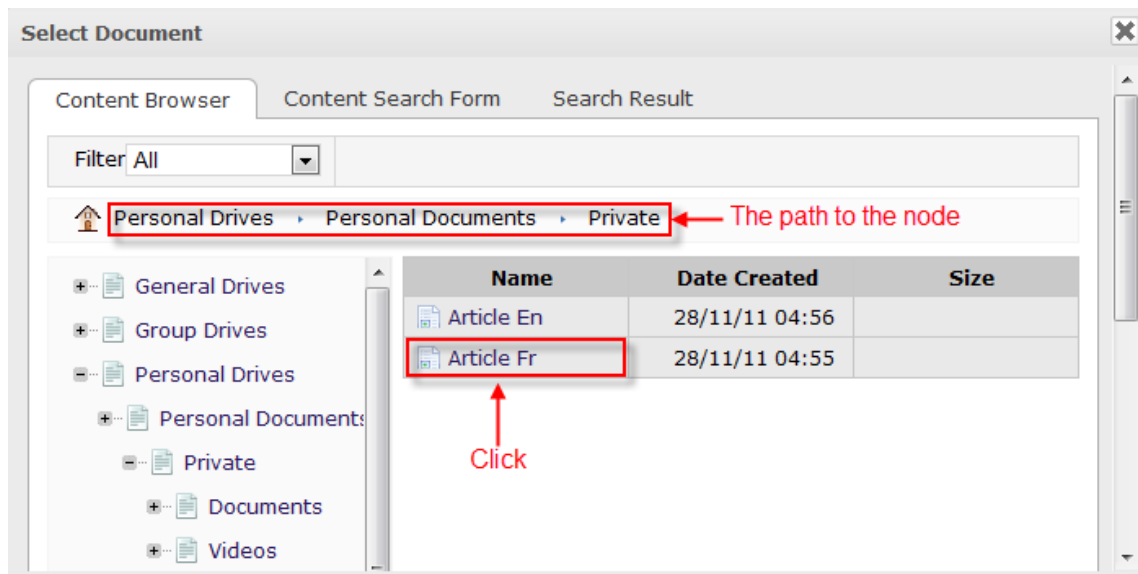 Select Document
Content Browser Content Search Form Search Result
Filter All
Personal Drives Personal Documents Private The path to the node
General Drives
Group Drives
Personal Drives
Personal Documents
Private
Documents
Videos
Name Date Created Size
Article En 28/11/11 04:56
Article Fr 28/11/11 04:55
Click